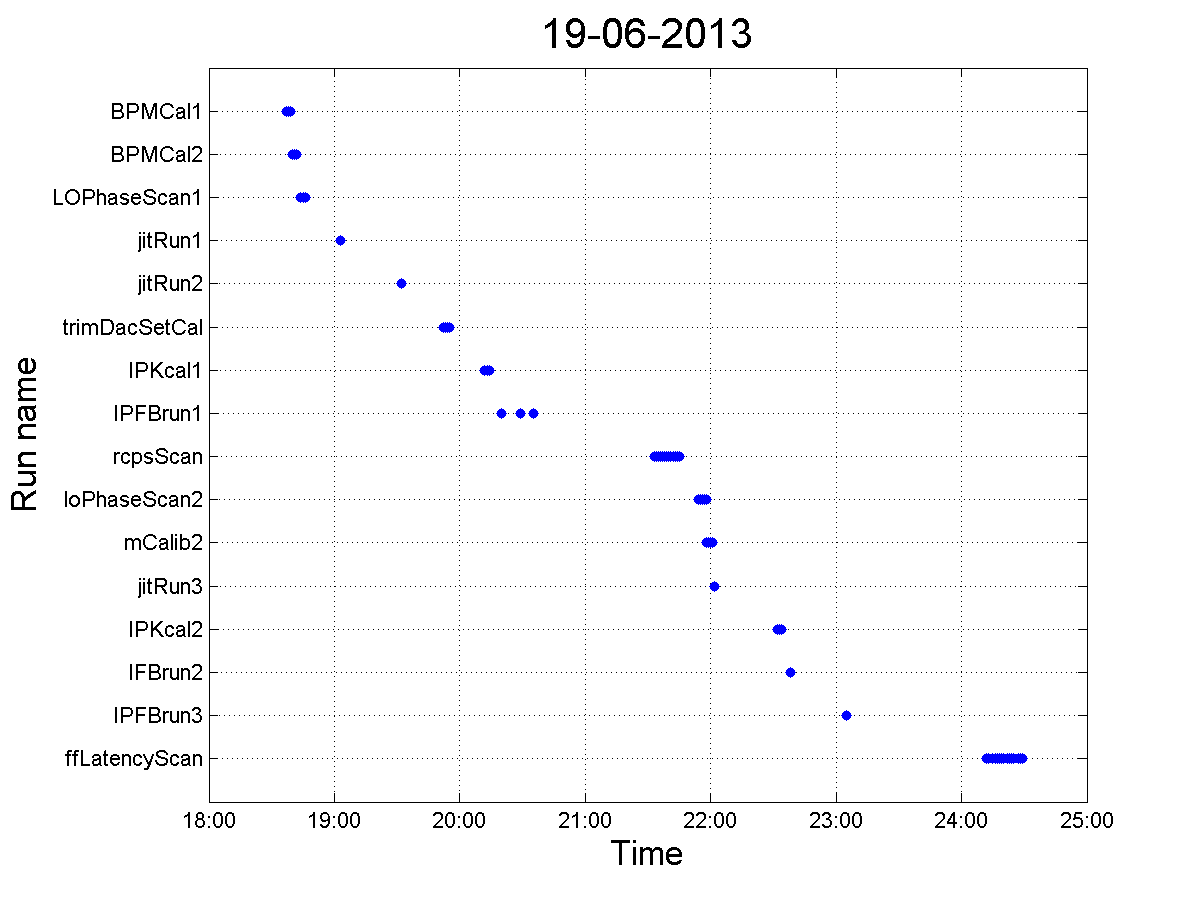 19-06-2013
BPMCal1
BPMCal2
LOPhaseScan1
jitRun1
jitRun2
trimDacSetCal
IPKcal1
IPFBrun1
rcpsScan
loPhaseScan2
mCalib2
jitRun3
IPKcal2
IFBrun2
IPFBrun3
ffLatencyScan
Run name
18:00 19:00 20:00 21:00 22:00 23:00 24:00 25:00
Time